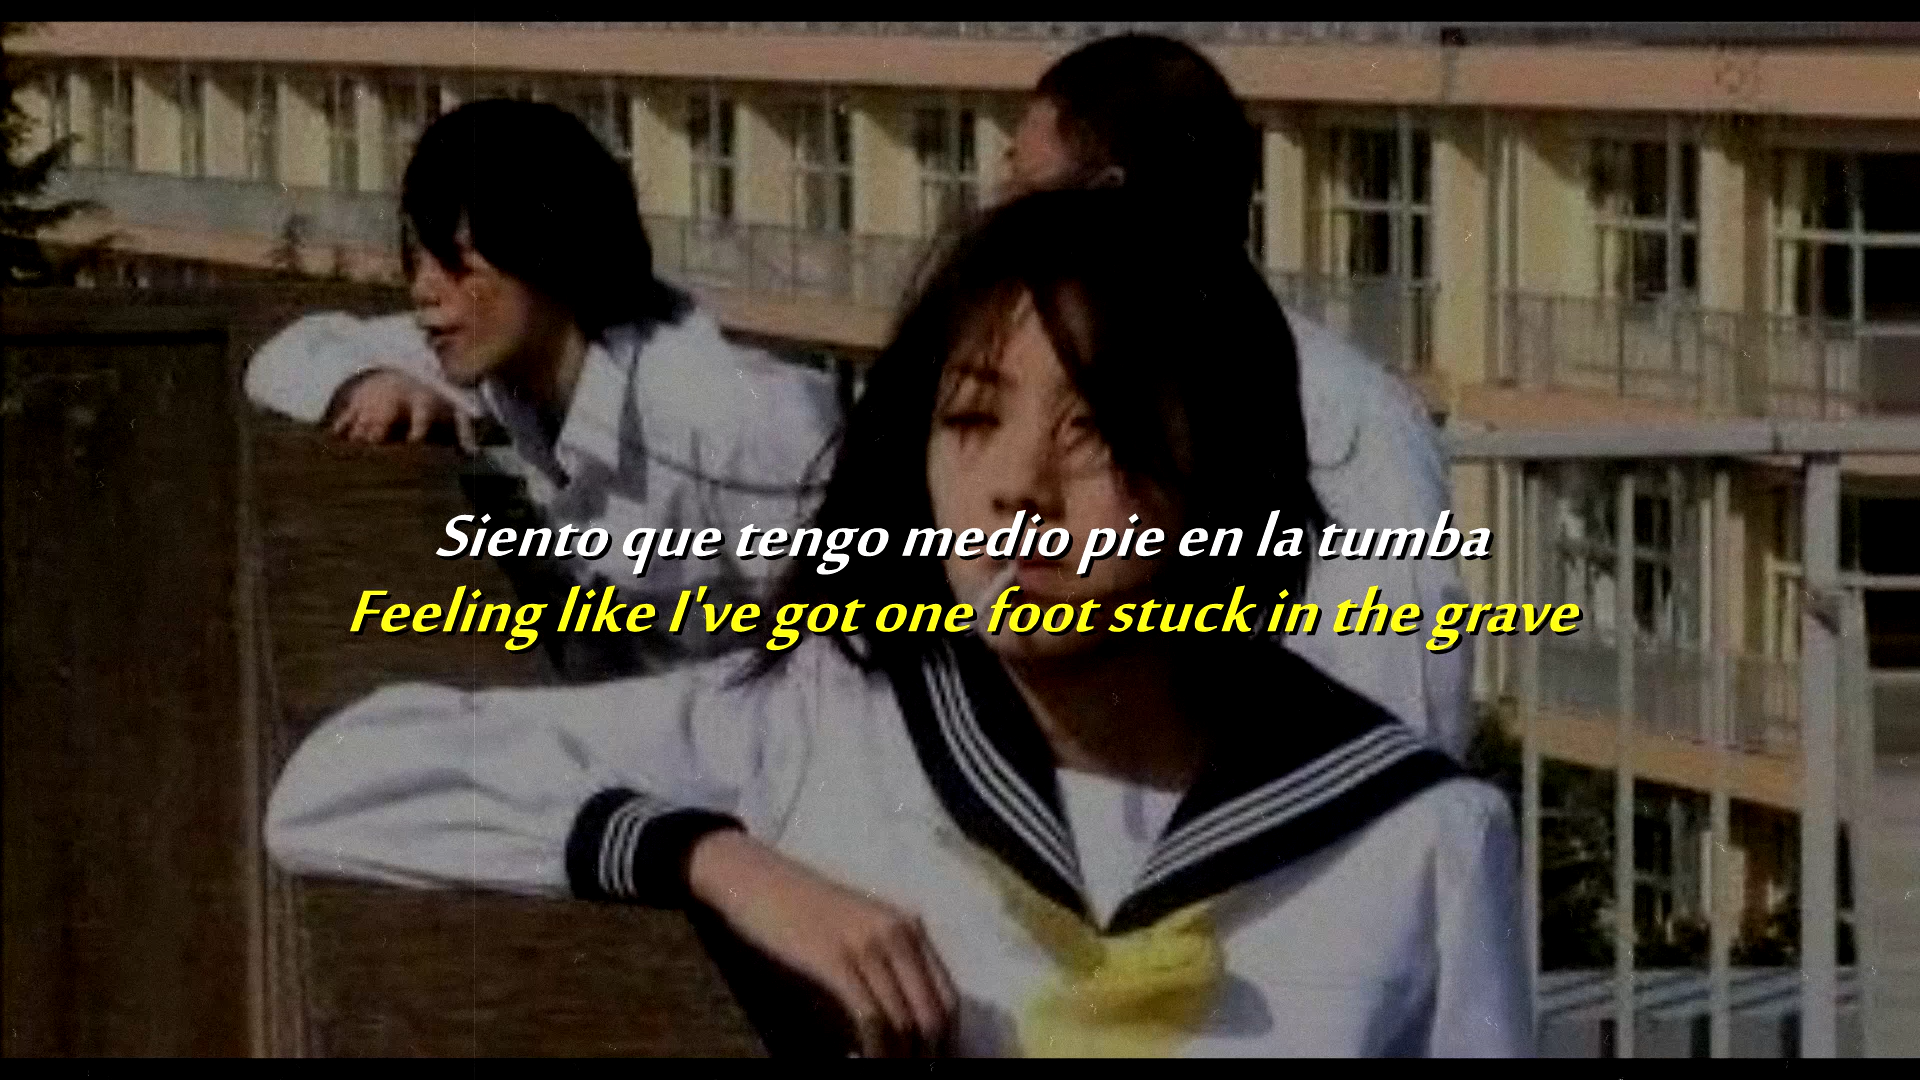 Siento que tengo medio pie en la tumba
Feeling like I've got one foot stuck in the grave